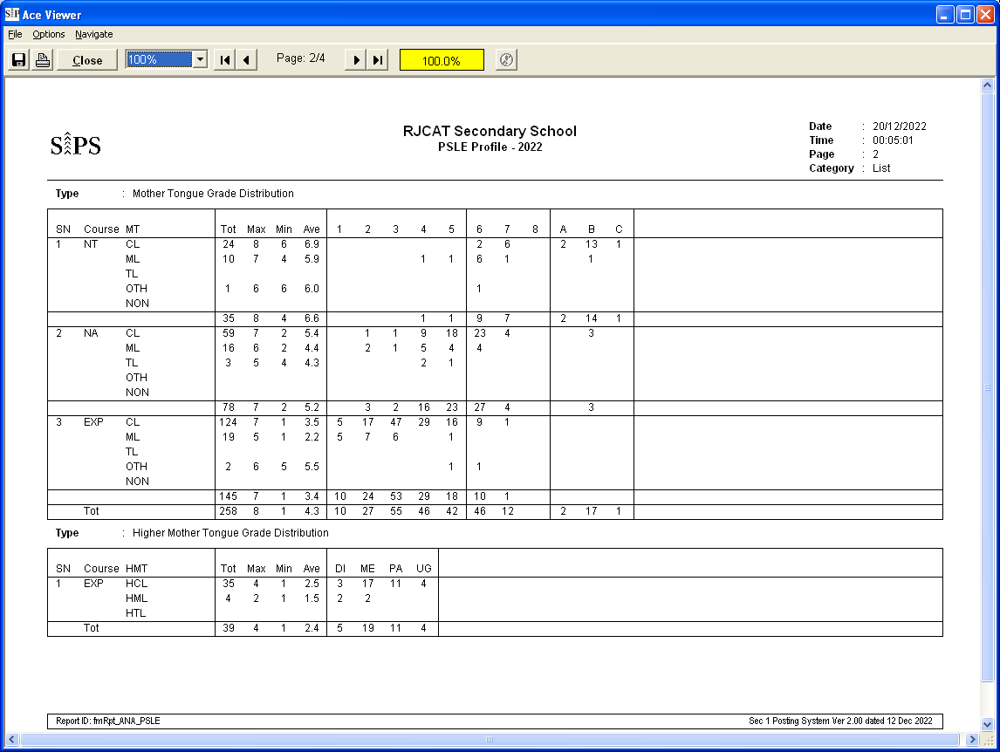 SPS Ace Viewer
File Options Navigate
Close 100% Page: 2/4 100.0%
SPS
RJCAT Secondary School
PSLE Profile - 2022
Date : 20/12/2022
Time : 00:05:01
Page : 2
Category : List
Type : Mother Tongue Grade Distribution
SN Course MT Tot Max Min Ave 1 2 3 4 5 6 7 8 A B C
1 NT CL 24 8 6 6.9 2 6 2 13 1
ML 10 7 4 5.9 1 1 6 1 1
TL
OTH 1 6 6 6.0 1
NON
35 8 4 6.6 1 1 9 7 2 14 1
2 NA CL 59 7 2 5.4 1 1 9 18 23 4 3
ML 16 6 2 4.4 2 1 5 4 4
TL 3 5 4 4.3 2 1
OTH
NON
78 7 2 5.2 3 2 16 23 27 4 3
3 EXP CL 124 7 1 3.5 5 17 47 29 16 9 1
ML 19 5 1 2.2 5 7 6 1
TL
OTH 2 6 5 5.5 1 1
NON
145 7 1 3.4 10 24 53 29 18 10 1
Tot 258 8 1 4.3 10 27 55 46 42 46 12 2 17 1
Type : Higher Mother Tongue Grade Distribution
SN Course HMT Tot Max Min Ave DI ME PA UG
1 EXP HCL 35 4 1 2.5 3 17 11 4
HML 4 2 1 1.5 2 2
HTL
Tot 39 4 1 2.4 5 19 11 4
Report ID: fmRpt_ANA_PSLE Sec 1 Posting System Ver 2.00 dated 12 Dec 2022